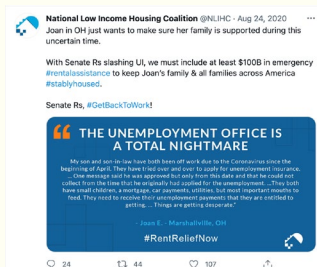 National Low Income Housing Coalition @NLIHC · Aug 24, 2020
Joan in OH just wants to make sure her family is supported during this
uncertain time.
With Senate Rs slashing UI, we must include at least $100B in emergency
#rentalassistance to keep Joan's family & all families across America
#stablyhoused.
Senate Rs, #GetBackToWork!
THE UNEMPLOYMENT OFFICE IS
A TOTAL NIGHTMARE
My son and son-in-law have both been off work due to the Coronavirus since the
beginning of April. They have tried over and over to apply for unemployment insurance.
... One message said he was approved but only from this date and that he could not
collect from the time that he originally had applied for the unemployment. ...They both
have small children, a mortgage, car payments, utilities, but most important mouths to
feed. They need to receive their unemployment payments that they are entitled to
getting. ... Things are getting desperate."
- Joan E. - Marshallville, OH
#RentReliefNow
24 44 107